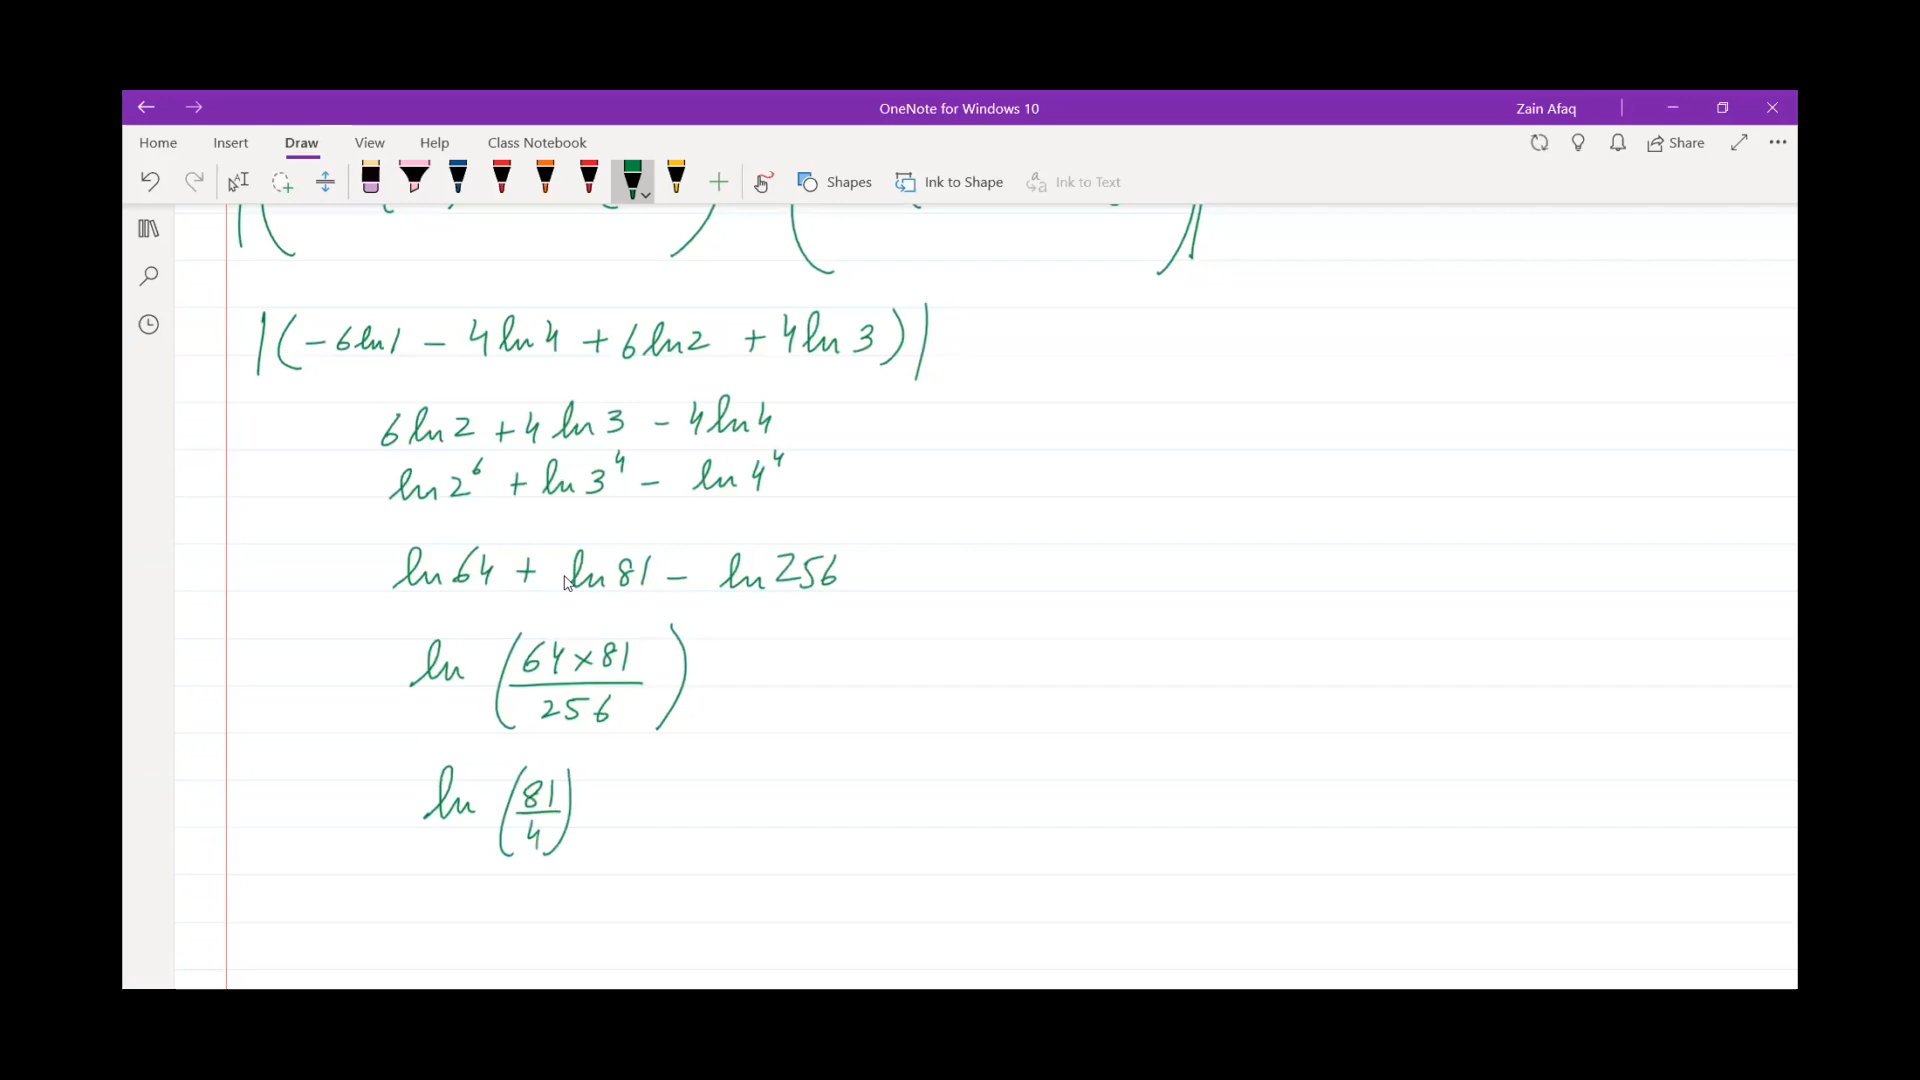 OneNote for Windows 10
Zain Afaq
Home Insert Draw View Help Class Notebook
Share
Shapes Ink to Shape Ink to Text
|(-6ln1 - 4ln4 + 6ln2 + 4ln3)|
6ln2 + 4ln3 - 4ln4
ln2⁶ + ln3⁴ - ln4⁴
ln64 + ln81 - ln256
ln (64×81/256)
ln (81/4)